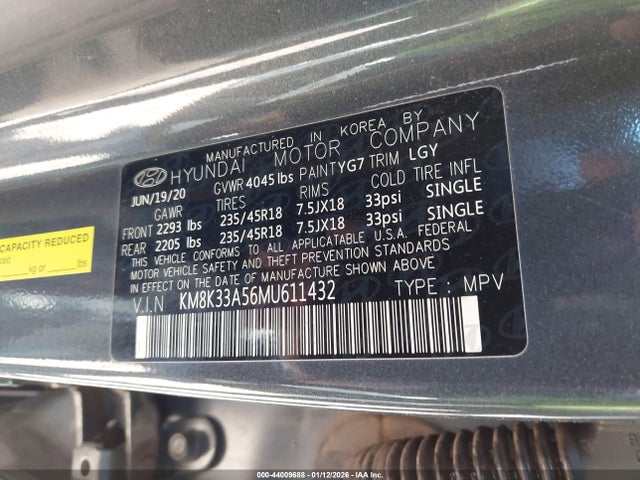 MANUFACTURED IN KOREA BY
HYUNDAI MOTOR COMPANY
JUN/19/20 GVWR 4045 lbs PAINT YG7 TRIM LGY
GAWR TIRES RIMS COLD TIRE INFL
FRONT 2293 lbs 235/45R18 7.5JX18 33psi SINGLE
REAR 2205 lbs 235/45R18 7.5JX18 33psi SINGLE
THIS VEHICLE CONFORMS TO ALL APPLICABLE U.S.A. FEDERAL
MOTOR VEHICLE SAFETY AND THEFT PREVENTION STANDARDS
IN EFFECT ON THE DATE OF MANUFACTURE SHOWN ABOVE.
V.I.N KM8K33A56MU611432 TYPE : MPV
CAPACITY REDUCED
kg or lbs
000-44009688 - 01/12/2026 - IAA Inc.